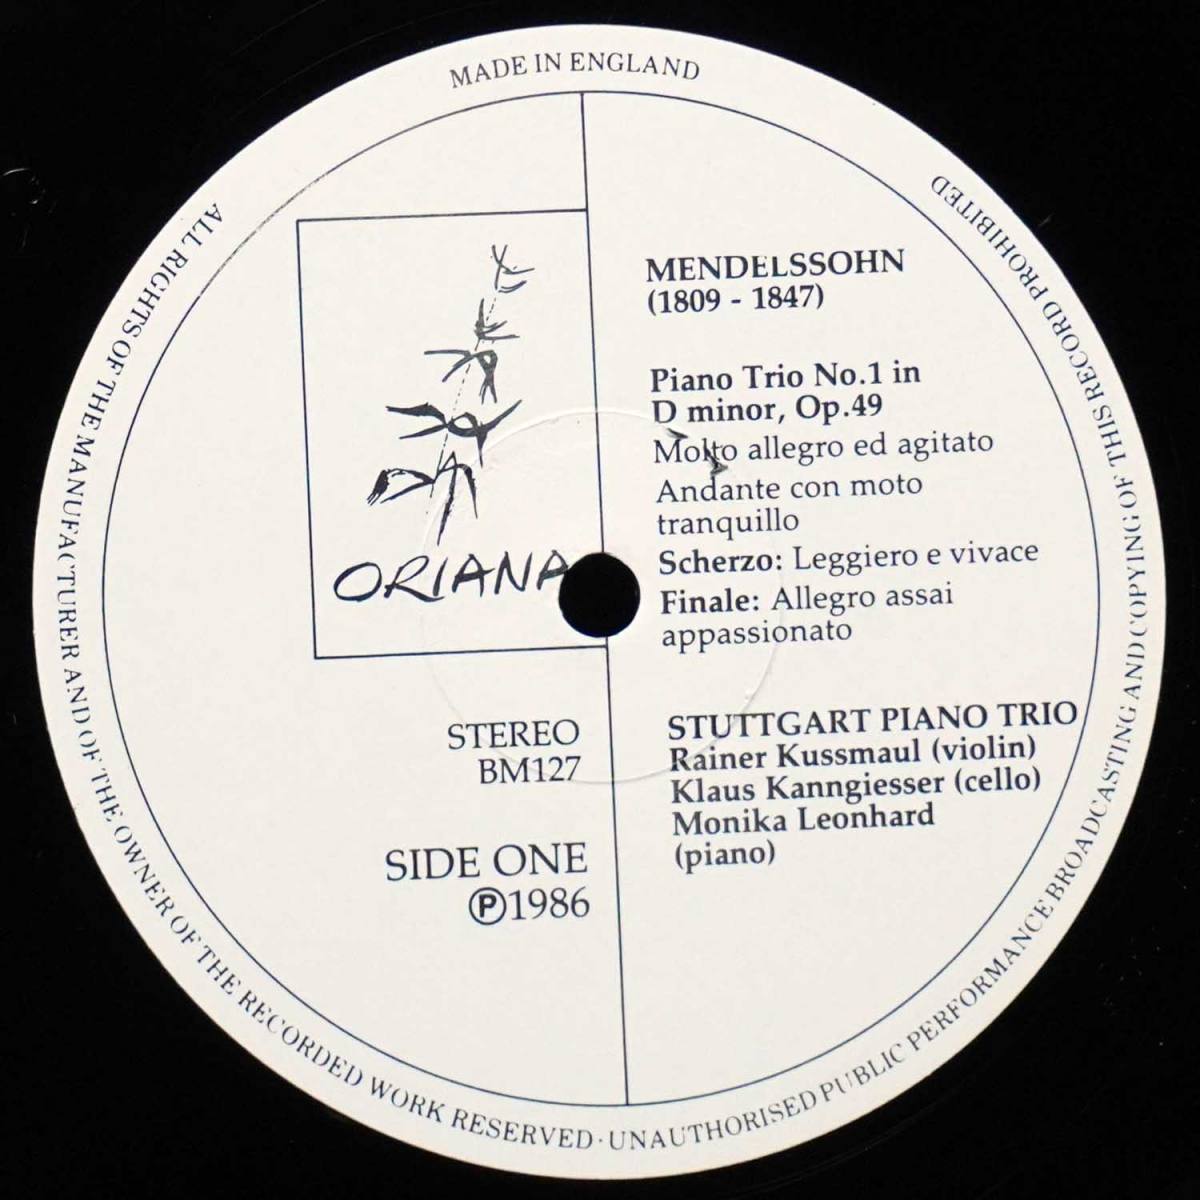 MADE IN ENGLAND
ALL RIGHTS OF THE MANUFACTURER AND OF THE OWNER OF THE RECORDED WORK RESERVED · UNAUTHORISED PUBLIC PERFORMANCE BROADCASTING AND COPYING OF THIS RECORD PROHIBITED
ORIANA
STEREO
BM127
SIDE ONE
Ⓟ1986
MENDELSSOHN
(1809 - 1847)
Piano Trio No.1 in
D minor, Op.49
Molto allegro ed agitato
Andante con moto
tranquillo
Scherzo: Leggiero e vivace
Finale: Allegro assai
appassionato
STUTTGART PIANO TRIO
Rainer Kussmaul (violin)
Klaus Kanngiesser (cello)
Monika Leonhard
(piano)